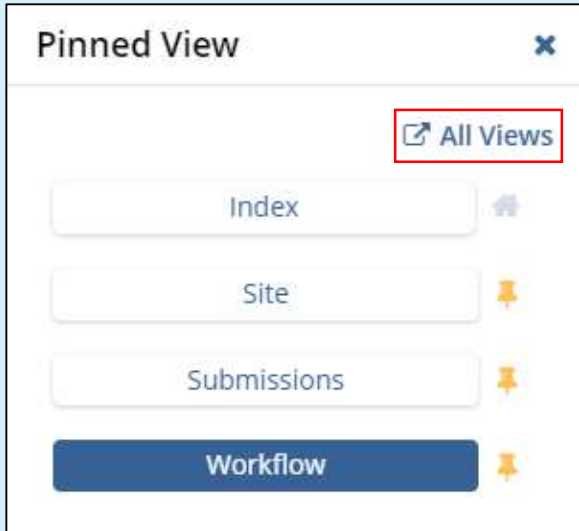 Pinned View
All Views
Index
Site
Submissions
Workflow